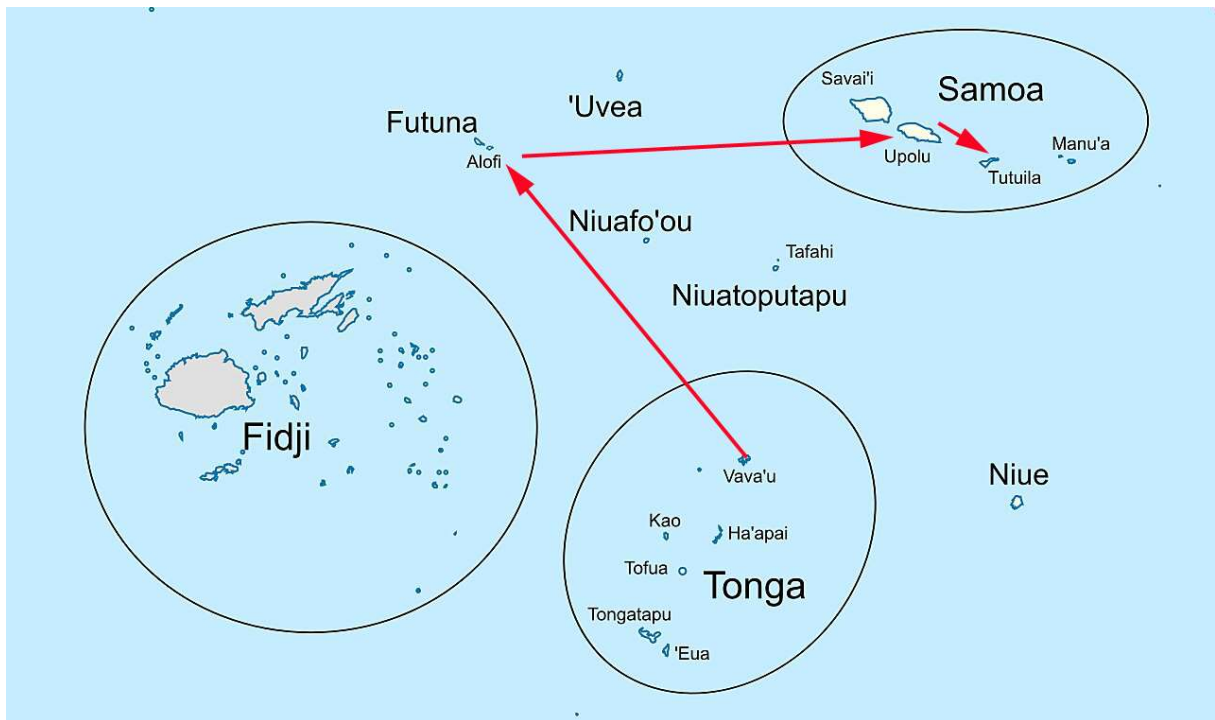 Savai'i
Samoa
'Uvea
Futuna
Alofi
Upolu
Manu'a
Tutuila
Niuafo'ou
Tafahi
Niuatoputapu
Fidji
Vava'u
Niue
Kao
Ha'apai
Tofua
Tonga
Tongatapu
'Eua